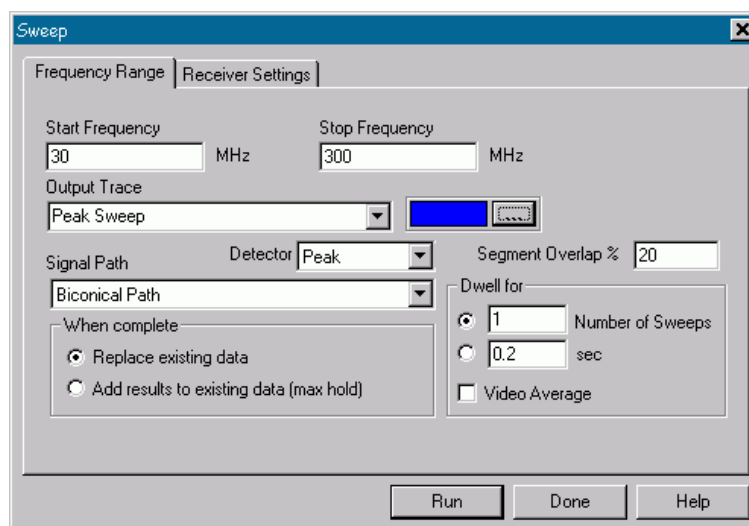 Sweep
Frequency Range
Receiver Settings
Start Frequency
Stop Frequency
30 MHz
300 MHz
Output Trace
Peak Sweep
....
Signal Path
Detector Peak
Segment Overlap % 20
Biconical Path
Dwell for
When complete
1 Number of Sweeps
Replace existing data
0.2 sec
Add results to existing data (max hold)
Video Average
Run
Done
Help